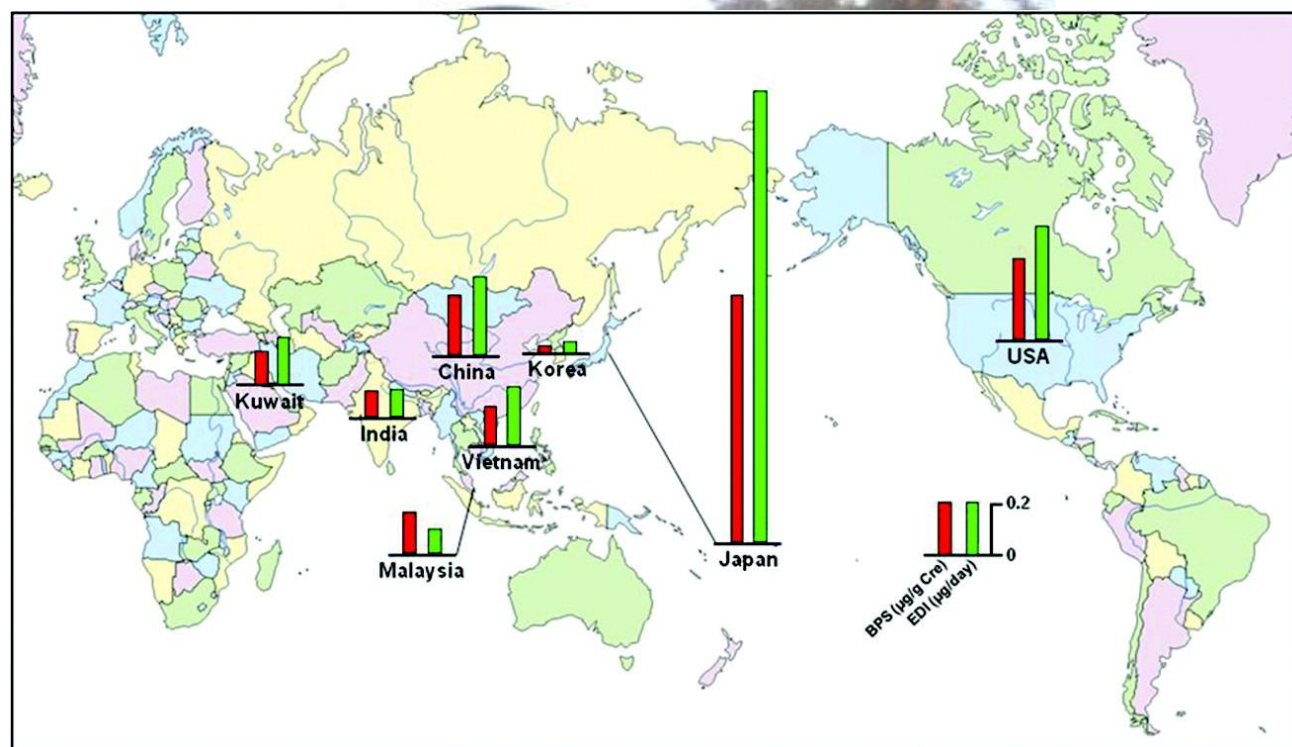 China
Korea
Kuwait
India
Vietnam
Malaysia
Japan
USA
0.2
0
BPS (µg/g Cre)
EDI (µg/day)